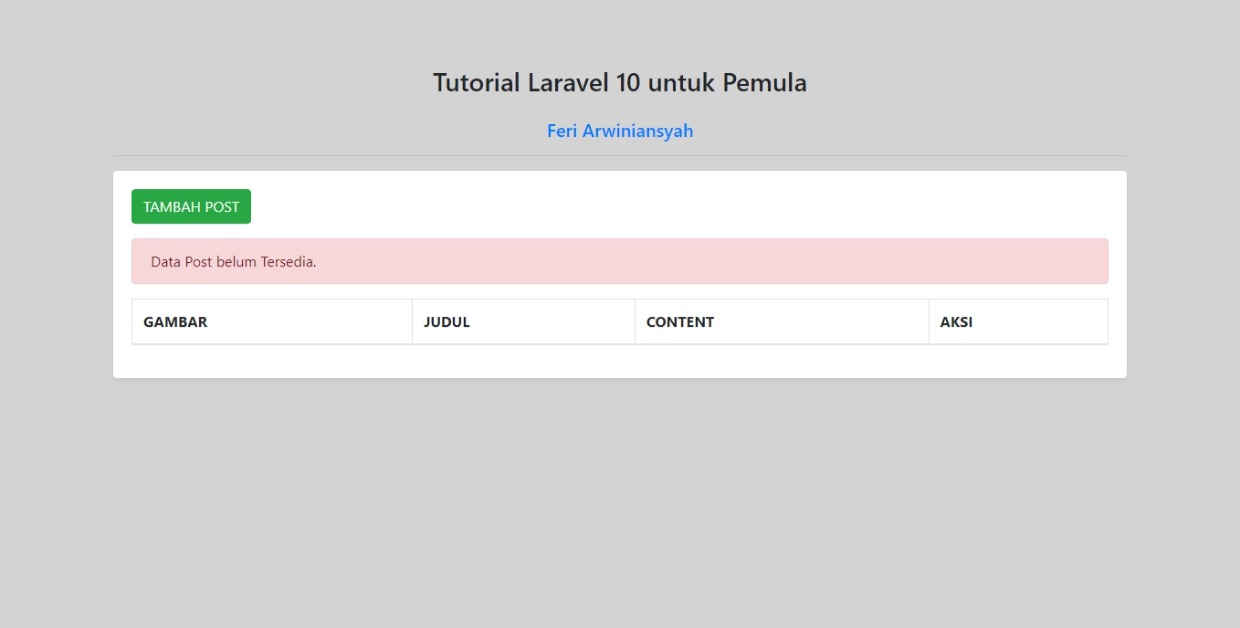 Tutorial Laravel 10 untuk Pemula
Feri Arwiniansyah
TAMBAH POST
Data Post belum Tersedia.
GAMBAR JUDUL CONTENT AKSI